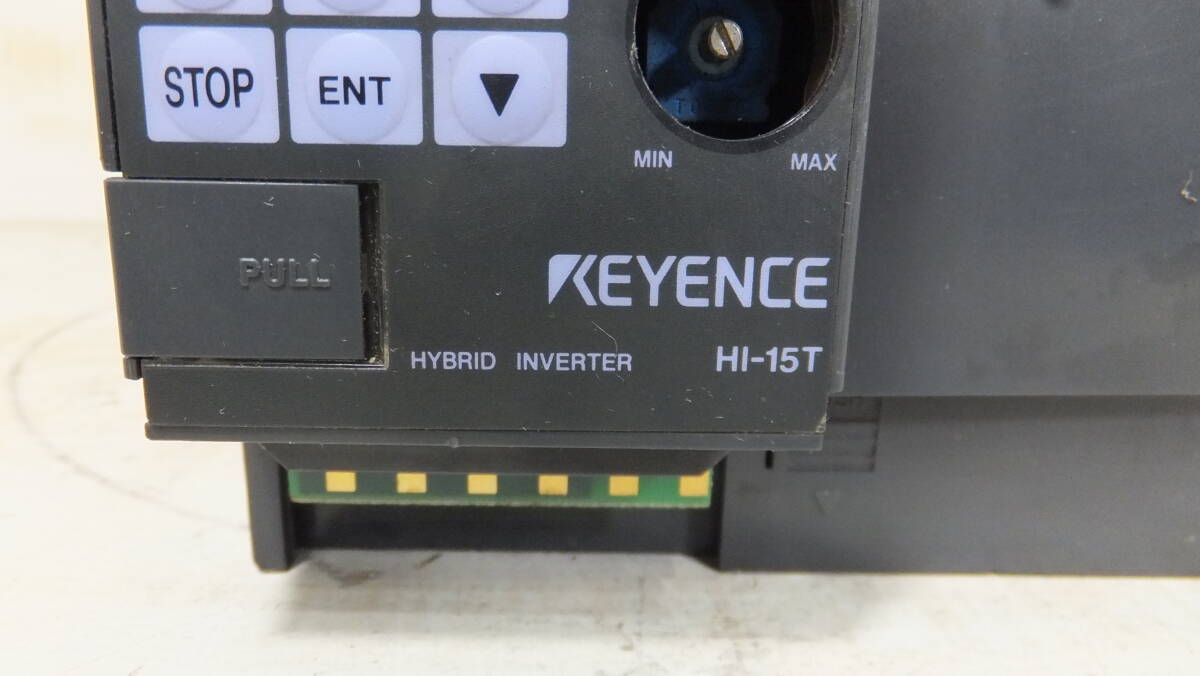 STOP ENT ▼
MIN MAX
PULL
KEYENCE
HYBRID INVERTER HI-15T